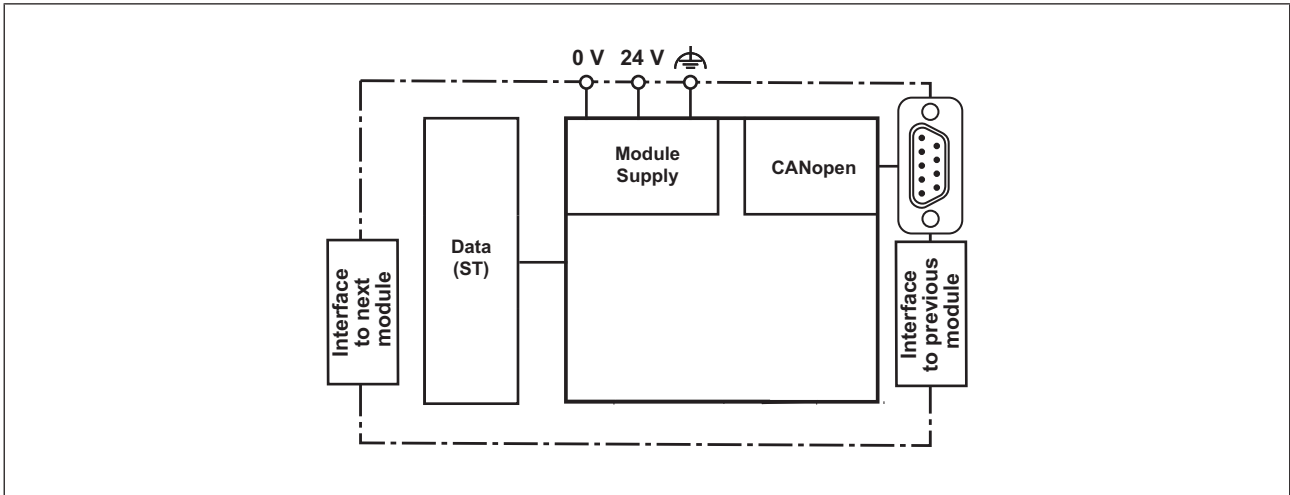 0 V 24 V
Module
Supply
CANopen
Data
(ST)
Interface
to next
module
Interface
to previous
module